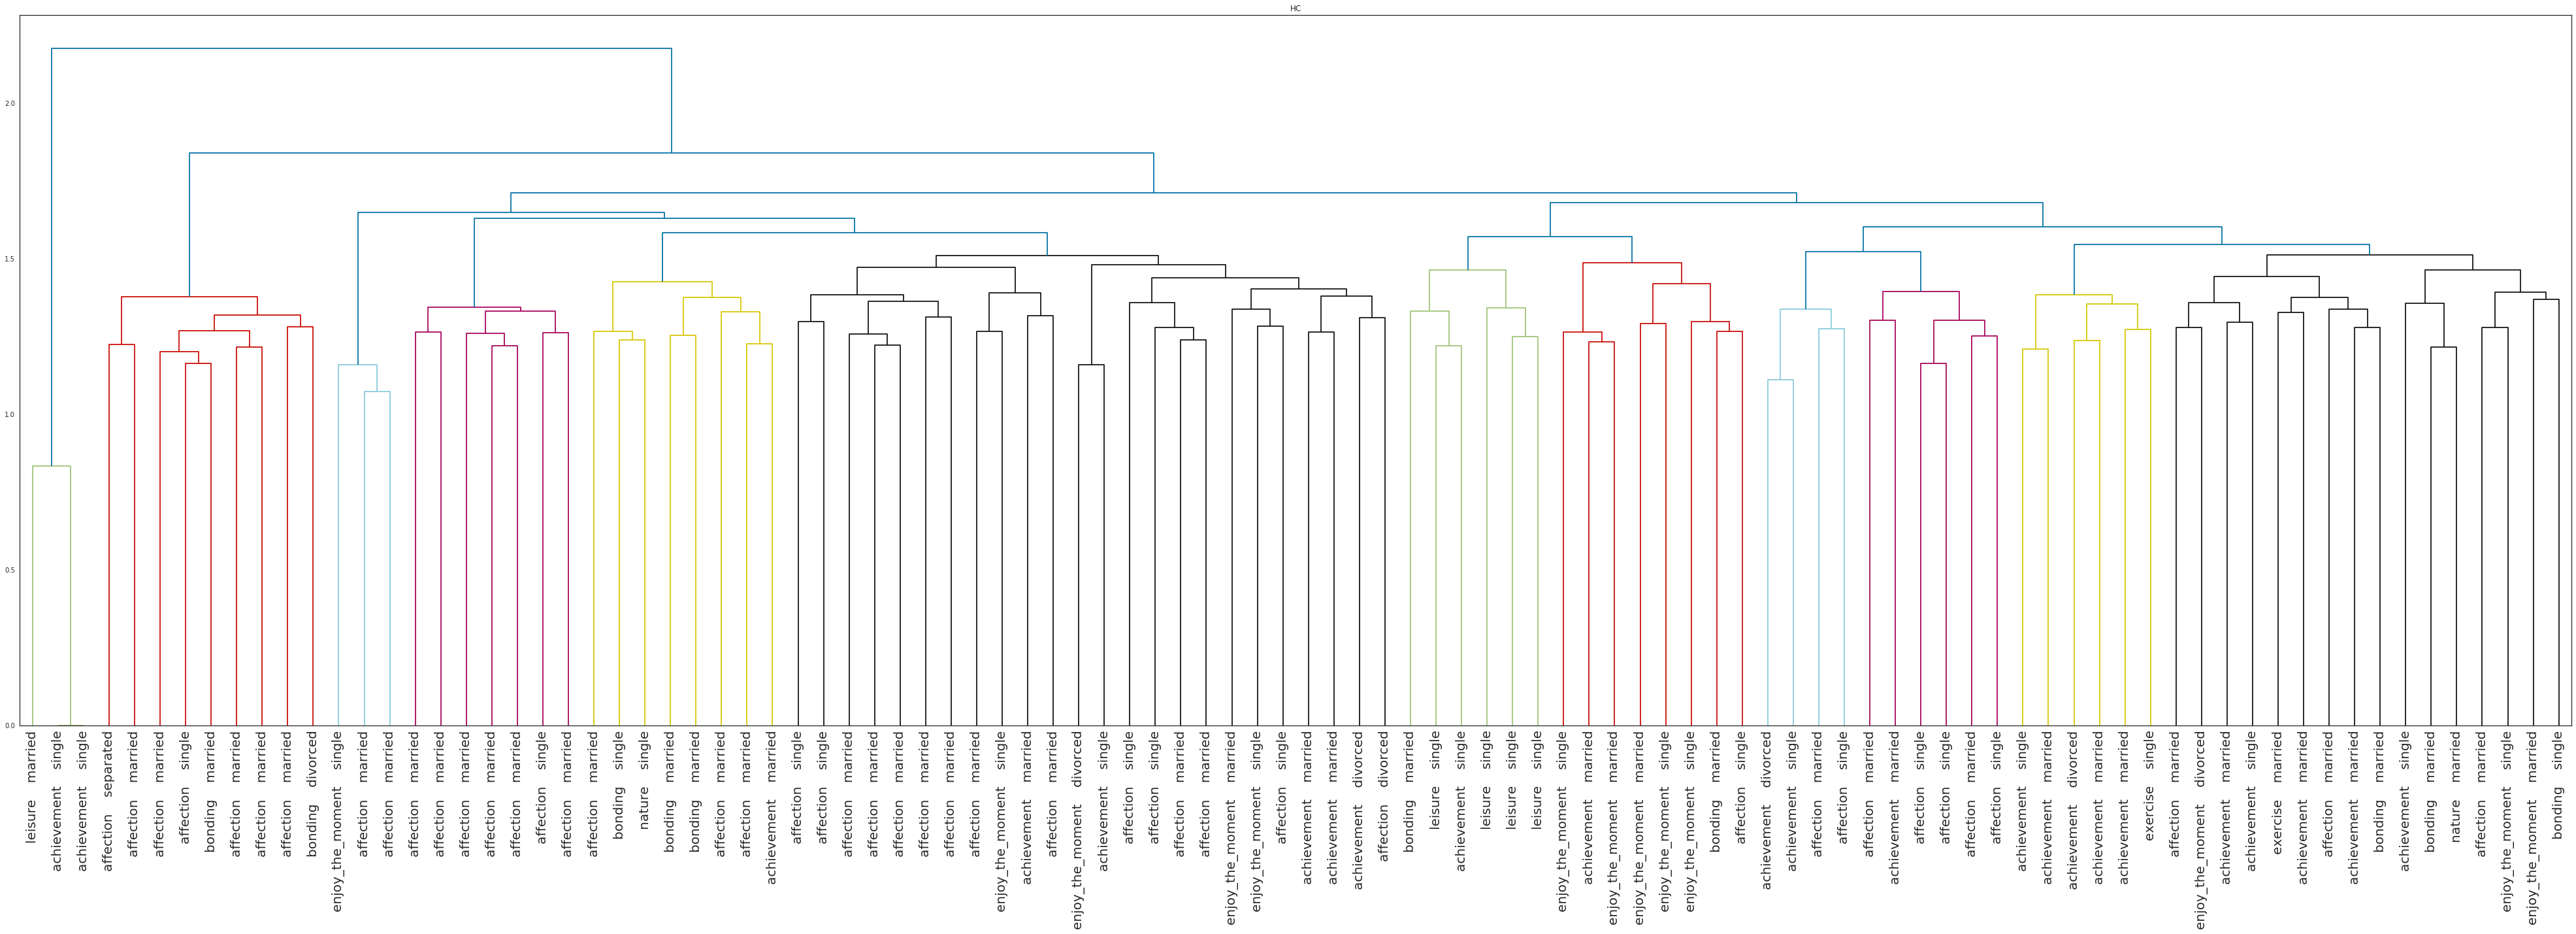 HC
2.0
1.5
1.0
0.5
0.0
leisure married
achievement single
achievement single
affection separated
affection married
affection married
affection single
bonding married
affection married
affection married
affection married
bonding divorced
enjoy_the_moment single
affection married
affection married
affection married
affection married
affection married
affection married
affection married
affection single
affection married
affection married
bonding single
nature single
bonding married
bonding married
affection married
affection married
achievement married
affection single
affection single
affection married
affection married
affection married
affection married
affection married
affection married
enjoy_the_moment single
achievement married
affection married
enjoy_the_moment divorced
achievement single
affection single
affection single
affection married
affection married
enjoy_the_moment married
enjoy_the_moment single
affection single
achievement married
achievement married
achievement divorced
affection divorced
bonding married
leisure single
achievement single
leisure single
leisure single
leisure single
enjoy_the_moment single
achievement married
enjoy_the_moment married
enjoy_the_moment married
enjoy_the_moment single
enjoy_the_moment married
bonding married
affection single
achievement divorced
achievement single
affection married
affection single
affection married
achievement married
affection single
affection single
affection married
affection single
achievement single
achievement married
achievement divorced
achievement married
achievement married
exercise single
affection married
enjoy_the_moment divorced
achievement married
achievement single
exercise married
achievement married
affection married
achievement married
bonding married
achievement single
bonding married
nature married
affection married
enjoy_the_moment single
enjoy_the_moment married
bonding single